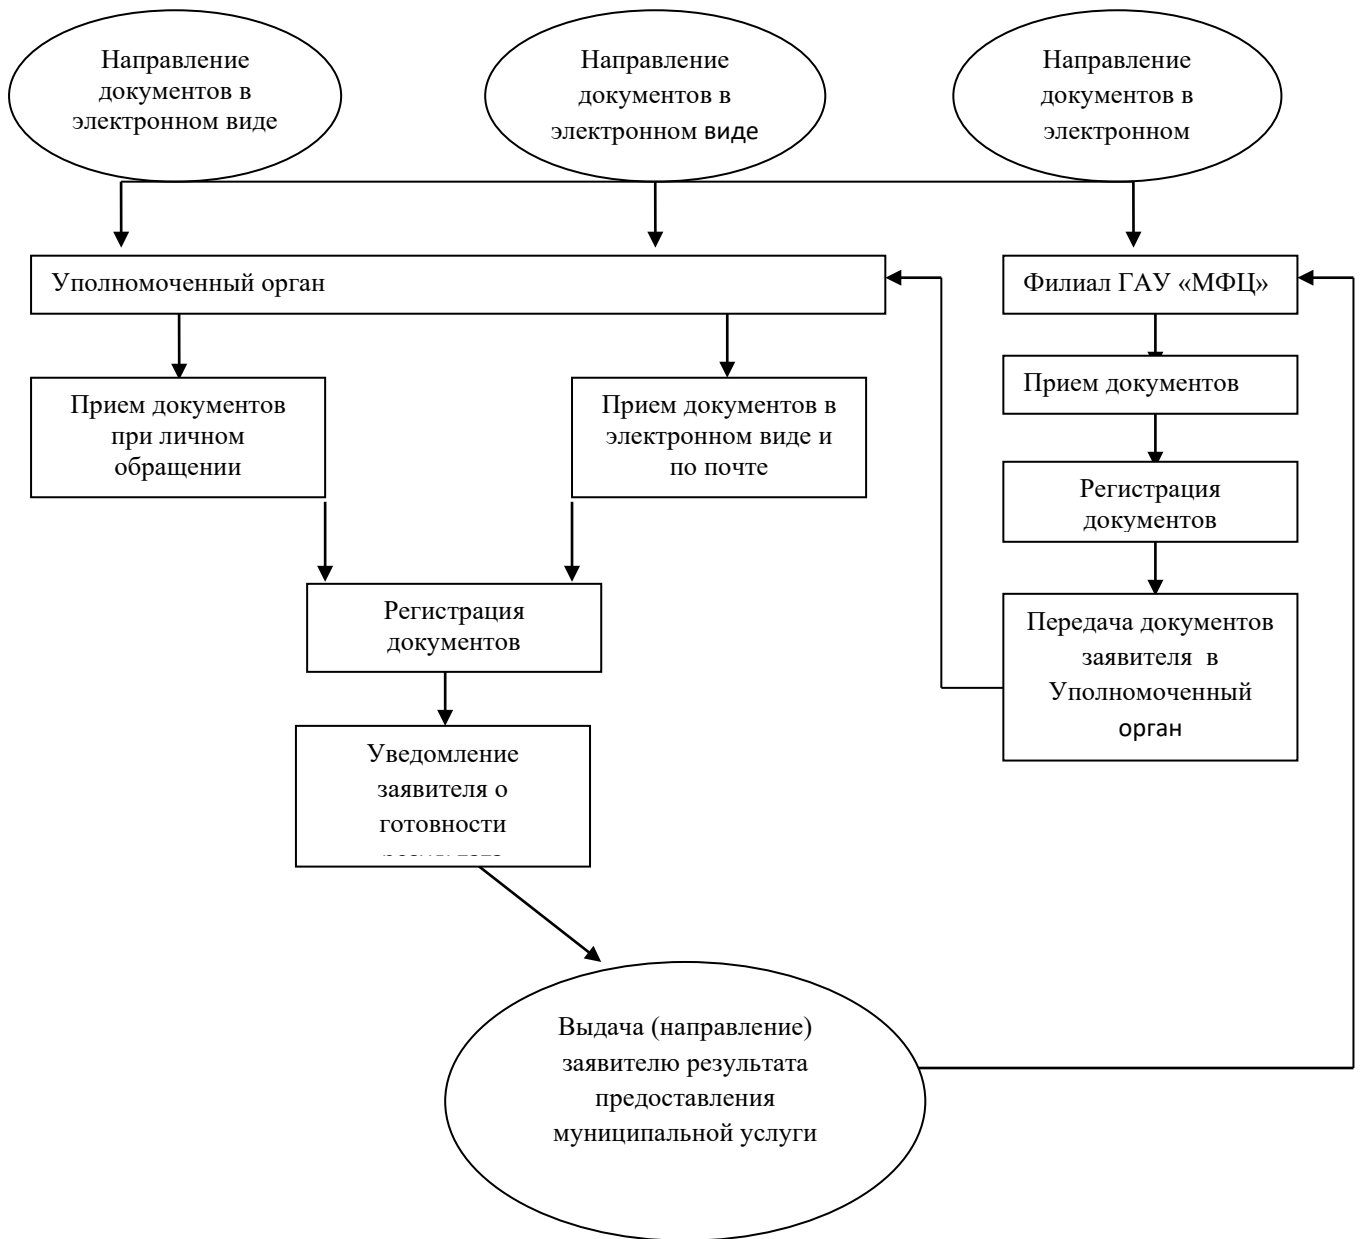 Направление
документов в
электронном виде
Направление
документов в
электронном виде
Направление
документов в
электронном
Уполномоченный орган
Филиал ГАУ «МФЦ»
Прием документов
при личном
обращении
Прием документов в
электронном виде и
по почте
Прием документов
Регистрация
документов
Регистрация
документов
Передача документов
заявителя в
Уполномоченный
орган
Уведомление
заявителя о
готовности
Выдача (направление)
заявителю результата
предоставления
муниципальной услуги